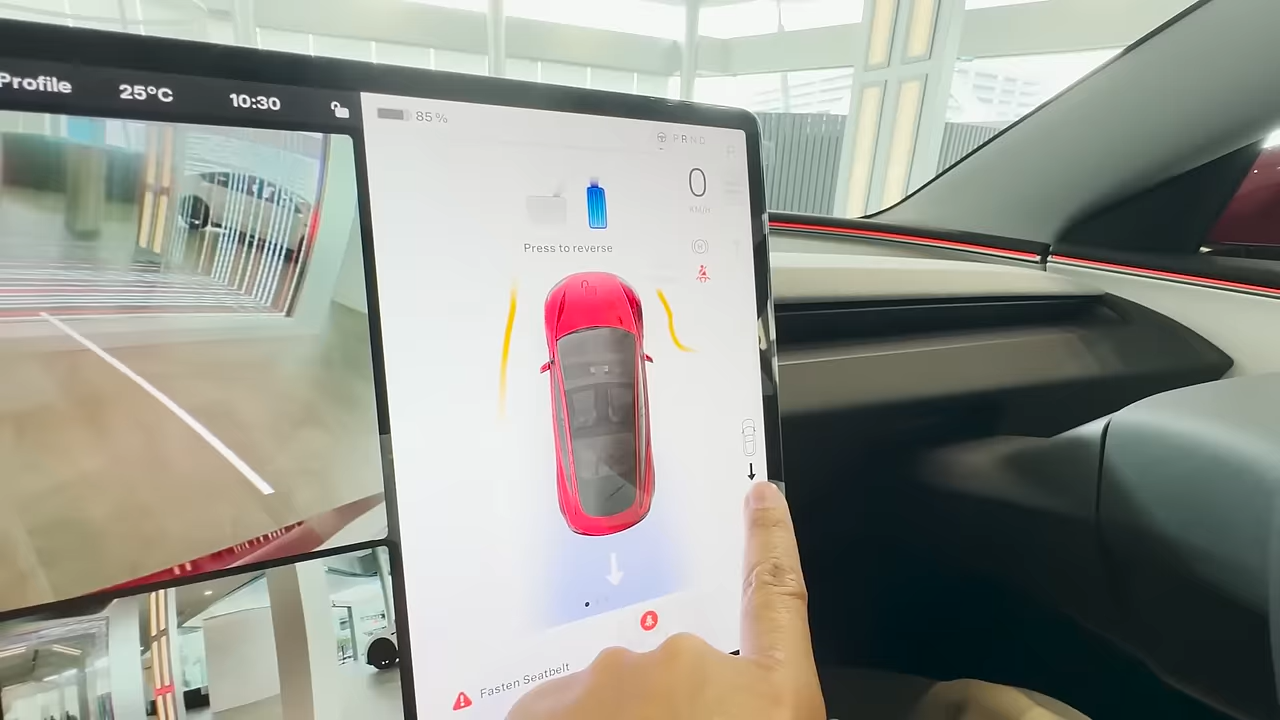 Profile 25°C 10:30
85%
P R N D
0
KM/H
Press to reverse
Fasten Seatbelt